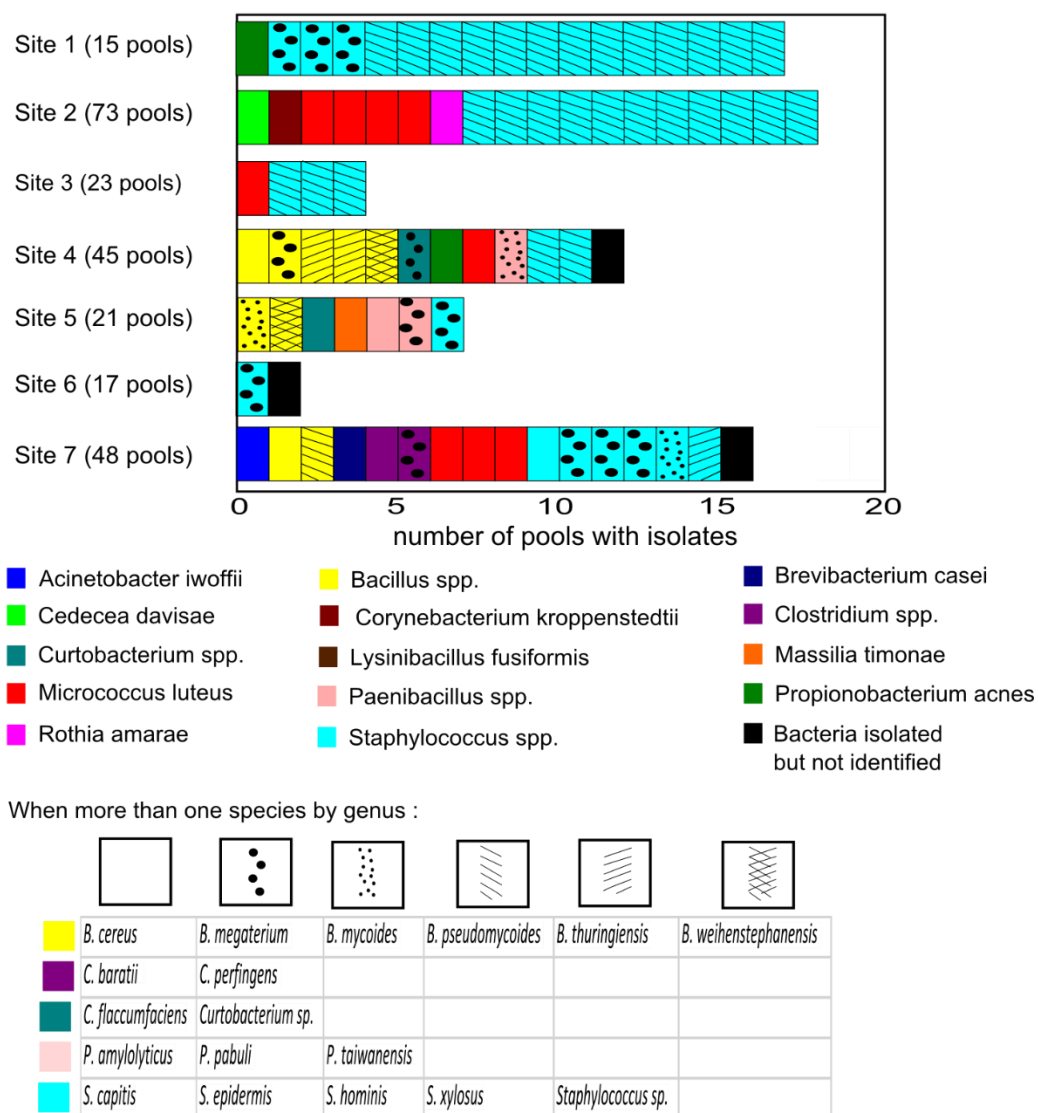 Site 1 (15 pools)
Site 2 (73 pools)
Site 3 (23 pools)
Site 4 (45 pools)
Site 5 (21 pools)
Site 6 (17 pools)
Site 7 (48 pools)
0 5 10 15 20
number of pools with isolates
Acinetobacter iwoffii Bacillus spp. Brevibacterium casei
Cedecea davisae Corynebacterium kroppenstedtii Clostridium spp.
Curtobacterium spp. Lysinibacillus fusiformis Massilia timonae
Micrococcus luteus Paenibacillus spp. Propionobacterium acnes
Rothia amarae Staphylococcus spp. Bacteria isolated
but not identified
When more than one species by genus :
B. cereus B. megaterium B. mycoides B. pseudomycoides B. thuringiensis B. weihenstephanensis
C. baratii C. perfingens
C. flaccumfaciens Curtobacterium sp.
P. amylolyticus P. pabuli P. taiwanensis
S. capitis S. epidermis S. hominis S. xylosus Staphylococcus sp.